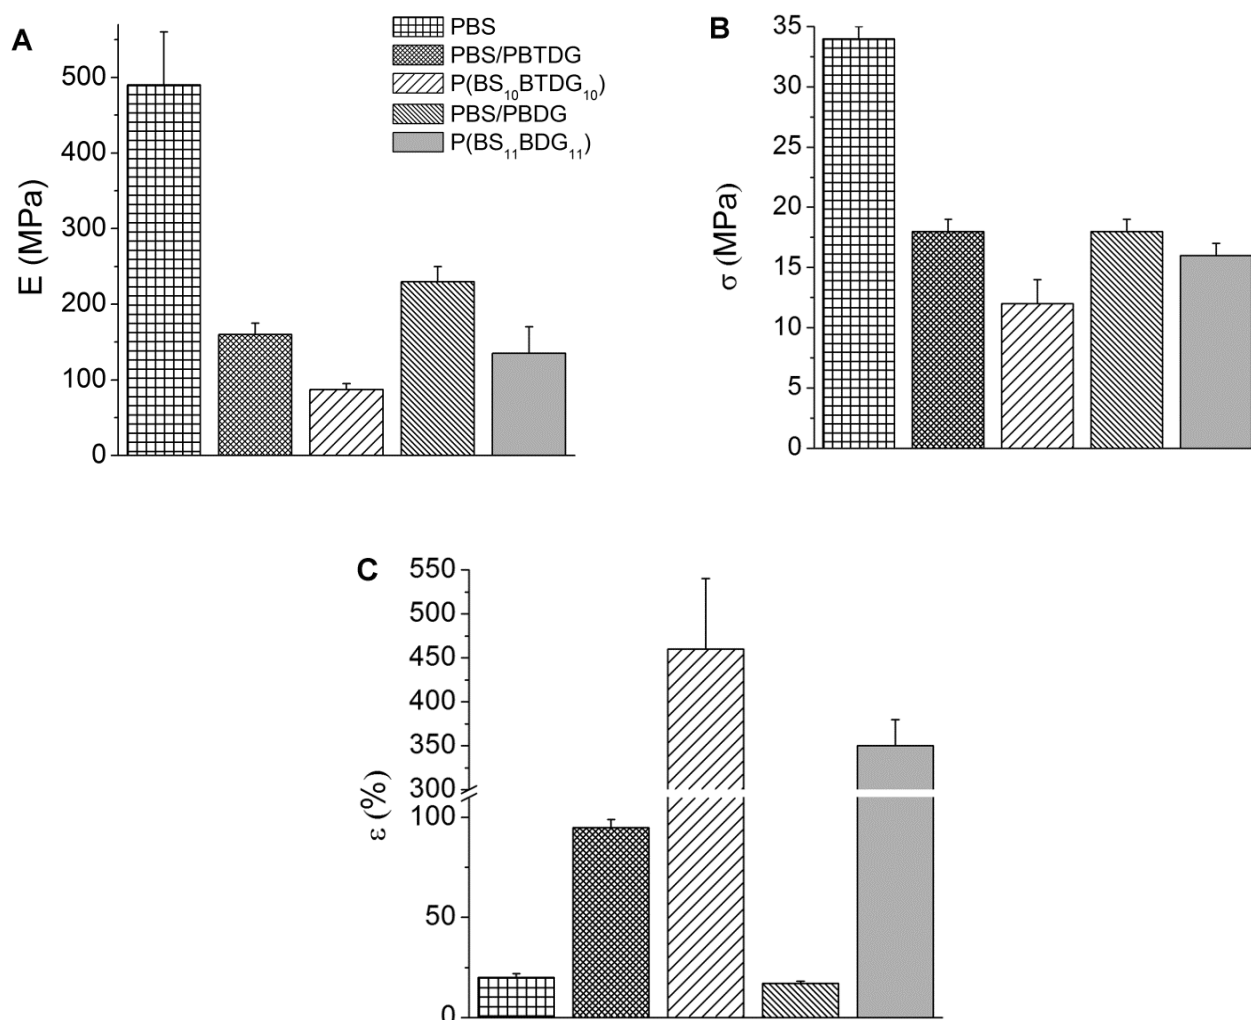 A
E (MPa)
500
400
300
200
100
0
PBS
PBS/PBTDG
P(BS₁₀BTDG₁₀)
PBS/PBDG
P(BS₁₁BDG₁₁)
B
σ (MPa)
35
30
25
20
15
10
5
0
C
ε (%)
550
500
450
400
350
300
100
50
0